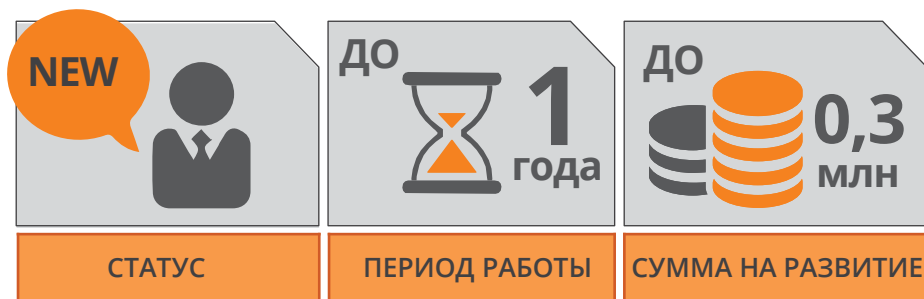 NEW
СТАТУС
ДО
1
года
ПЕРИОД РАБОТЫ
ДО
0,3
млн
СУММА НА РАЗВИТИЕ